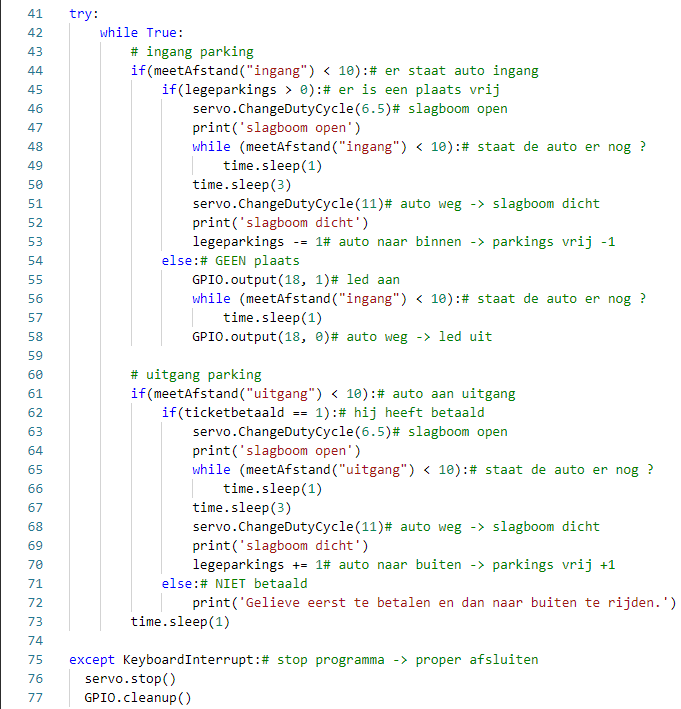 41 try:
42     while True:
43         # ingang parking
44         if(meetAfstand("ingang") < 10):# er staat auto ingang
45             if(legeparkings > 0):# er is een plaats vrij
46                 servo.ChangeDutyCycle(6.5)# slagboom open
47                 print('slagboom open')
48                 while (meetAfstand("ingang") < 10):# staat de auto er nog ?
49                     time.sleep(1)
50                 time.sleep(3)
51                 servo.ChangeDutyCycle(11)# auto weg -> slagboom dicht
52                 print('slagboom dicht')
53                 legeparkings -= 1# auto naar binnen -> parkings vrij -1
54             else:# GEEN plaats
55                 GPIO.output(18, 1)# led aan
56                 while (meetAfstand("ingang") < 10):# staat de auto er nog ?
57                     time.sleep(1)
58                 GPIO.output(18, 0)# auto weg -> led uit
59
60         # uitgang parking
61         if(meetAfstand("uitgang") < 10):# auto aan uitgang
62             if(ticketbetaald == 1):# hij heeft betaald
63                 servo.ChangeDutyCycle(6.5)# slagboom open
64                 print('slagboom open')
65                 while (meetAfstand("uitgang") < 10):# staat de auto er nog ?
66                     time.sleep(1)
67                 time.sleep(3)
68                 servo.ChangeDutyCycle(11)# auto weg -> slagboom dicht
69                 print('slagboom dicht')
70                 legeparkings += 1# auto naar buiten -> parkings vrij +1
71             else:# NIET betaald
72                 print('Gelieve eerst te betalen en dan naar buiten te rijden.')
73         time.sleep(1)
74
75 except KeyboardInterrupt:# stop programma -> proper afsluiten
76   servo.stop()
77   GPIO.cleanup()